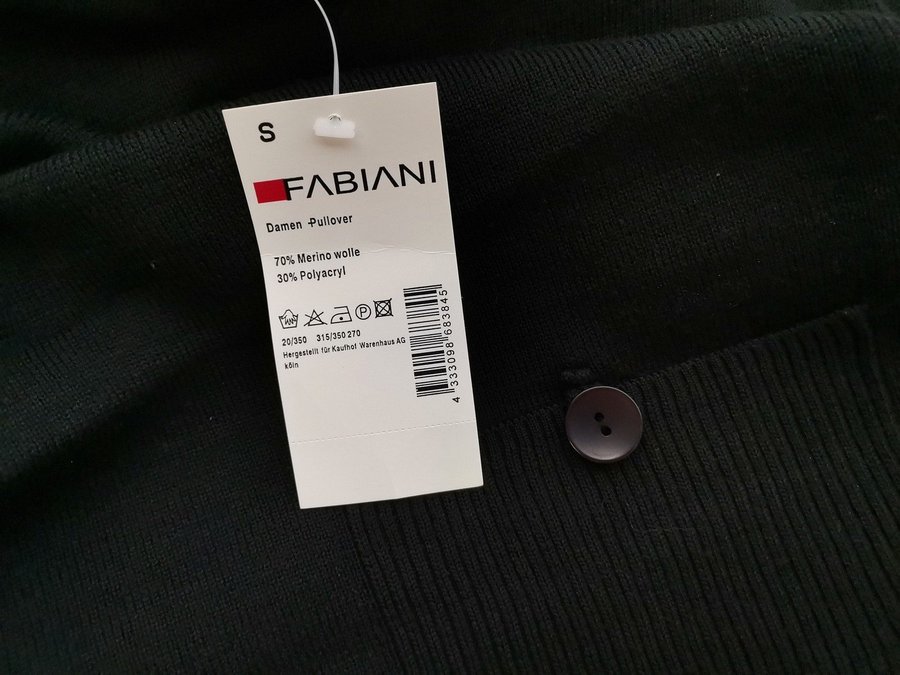 S
FABIANI
Damen -Pullover
70% Merino wolle
30% Polyacryl
P
20/350 315/350 270
Hergestellt für Kaufhof Warenhaus AG
köln
4 333098 683845